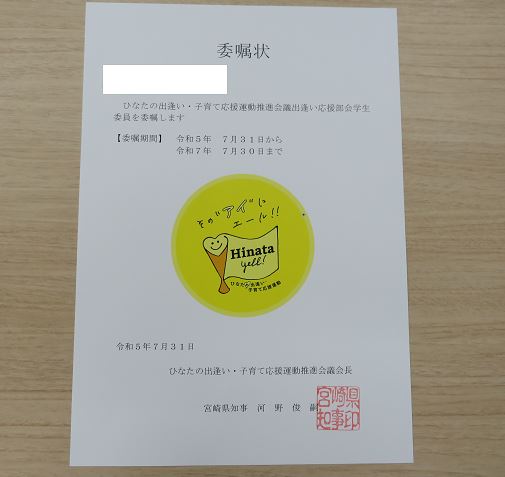 委嘱状
ひなたの出逢い・子育て応援運動推進会議出逢い応援部会学生
委員を委嘱します
【委嘱期間】 令和５年 ７月３１日から
令和７年 ７月３０日まで
その"アイ"に
エール!!
Hinata
yell!
ひなたの出逢い・
子育て応援運動
令和５年７月３１日
ひなたの出逢い・子育て応援運動推進会議会長
宮崎県知事 河 野 俊 嗣
宮崎県知事印